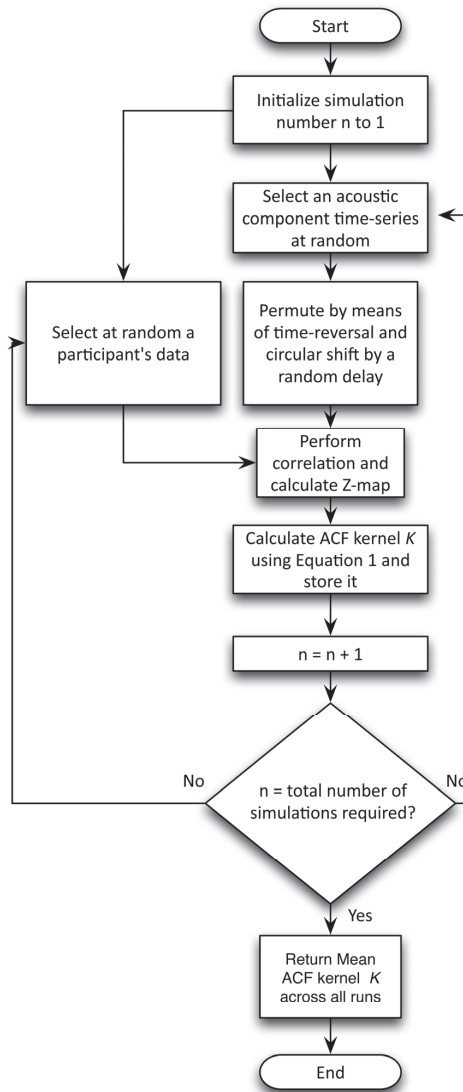 Start
Initialize simulation
number n to 1
Select an acoustic
component time-series
at random
Select at random a
participant's data
Permute by means
of time-reversal and
circular shift by a
random delay
Perform
correlation and
calculate Z-map
Calculate ACF kernel K
using Equation 1 and
store it
n = n + 1
No
n = total number of
simulations required?
No
Yes
Return Mean
ACF kernel K
across all runs
End